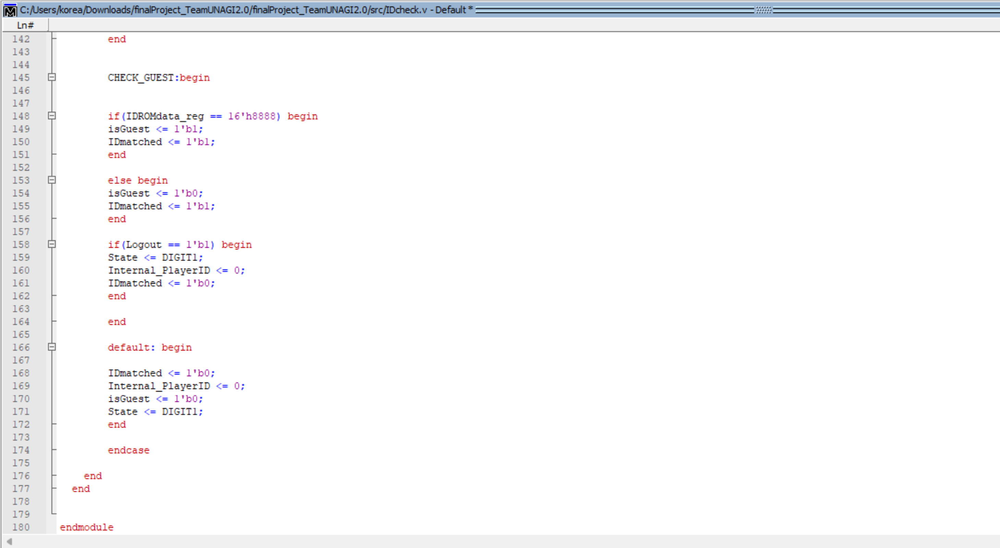 C:/Users/korea/Downloads/finalProject_TeamUNAGI2.0/finalProject_TeamUNAGI2.0/src/IDcheck.v - Default *
Ln#
142 end
143
144
145 CHECK_GUEST:begin
146
147
148 if(IDROMdata_reg == 16'h8888) begin
149 isGuest <= 1'b1;
150 IDmatched <= 1'b1;
151 end
152
153 else begin
154 isGuest <= 1'b0;
155 IDmatched <= 1'b1;
156 end
157
158 if(Logout == 1'b1) begin
159 State <= DIGIT1;
160 Internal_PlayerID <= 0;
161 IDmatched <= 1'b0;
162 end
163
164 end
165
166 default: begin
167
168 IDmatched <= 1'b0;
169 Internal_PlayerID <= 0;
170 isGuest <= 1'b0;
171 State <= DIGIT1;
172 end
173
174 endcase
175
176 end
177 end
178
179
180 endmodule